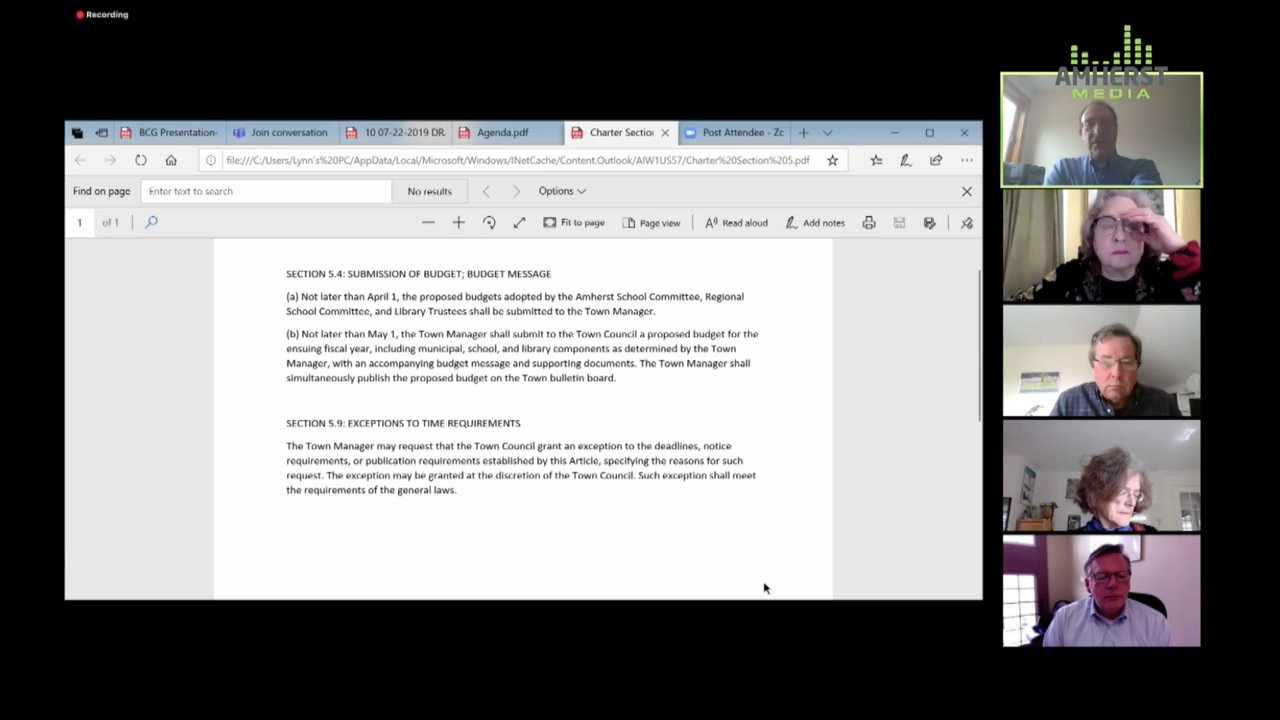 Recording
AMHERST
MEDIA
BCG Presentation-
Join conversation
10 07-22-2019 DR.
Agenda.pdf
Charter Section
Post Attendee - Zc
file:///C:/Users/Lynn's%20PC/AppData/Local/Microsoft/Windows/INetCache/Content.Outlook/AIW1US57/Charter%20Section%205.pdf
Find on page
Enter text to search
No results
Options
1 of 1
Fit to page
Page view
Read aloud
Add notes
SECTION 5.4: SUBMISSION OF BUDGET; BUDGET MESSAGE
(a) Not later than April 1, the proposed budgets adopted by the Amherst School Committee, Regional
School Committee, and Library Trustees shall be submitted to the Town Manager.
(b) Not later than May 1, the Town Manager shall submit to the Town Council a proposed budget for the
ensuing fiscal year, including municipal, school, and library components as determined by the Town
Manager, with an accompanying budget message and supporting documents. The Town Manager shall
simultaneously publish the proposed budget on the Town bulletin board.
SECTION 5.9: EXCEPTIONS TO TIME REQUIREMENTS
The Town Manager may request that the Town Council grant an exception to the deadlines, notice
requirements, or publication requirements established by this Article, specifying the reasons for such
request. The exception may be granted at the discretion of the Town Council. Such exception shall meet
the requirements of the general laws.